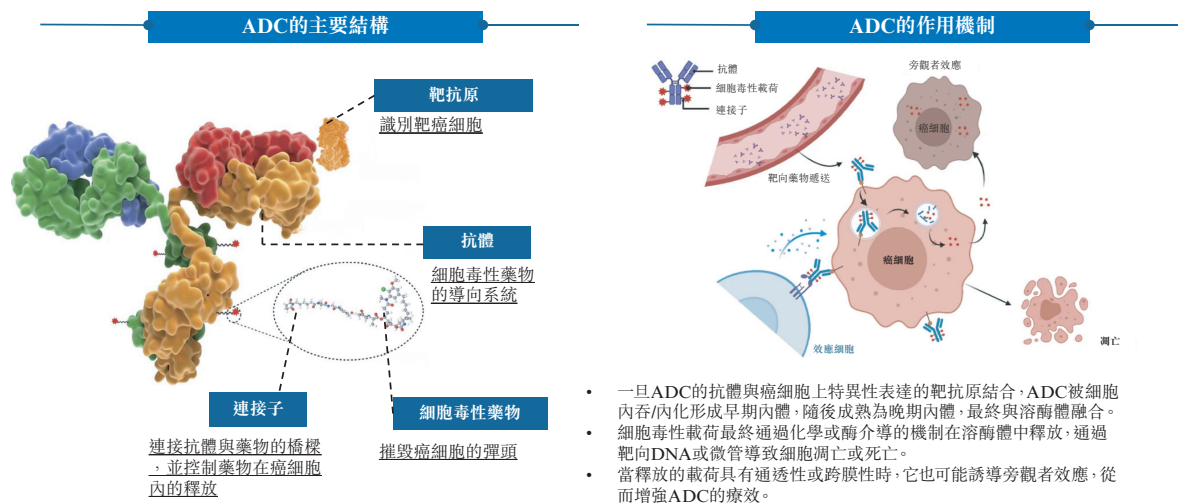 ADC的主要結構
靶抗原
識別靶癌細胞
抗體
細胞毒性藥物
的導向系統
連接子
連接抗體與藥物的橋樑
，並控制藥物在癌細胞
內的釋放
細胞毒性藥物
摧毀癌細胞的彈頭
ADC的作用機制
抗體
細胞毒性載荷
連接子
旁觀者效應
癌細胞
靶向藥物遞送
癌細胞
效應細胞
凋亡
• 一旦ADC的抗體與癌細胞上特異性表達的靶抗原結合，ADC被細胞
內吞/內化形成早期內體，隨後成熟為晚期內體，最終與溶酶體融合。
• 細胞毒性載荷最終通過化學或酶介導的機制在溶酶體中釋放，通過
靶向DNA或微管導致細胞凋亡或死亡。
• 當釋放的載荷具有通透性或跨膜性時，它也可能誘導旁觀者效應，從
而增強ADC的療效。